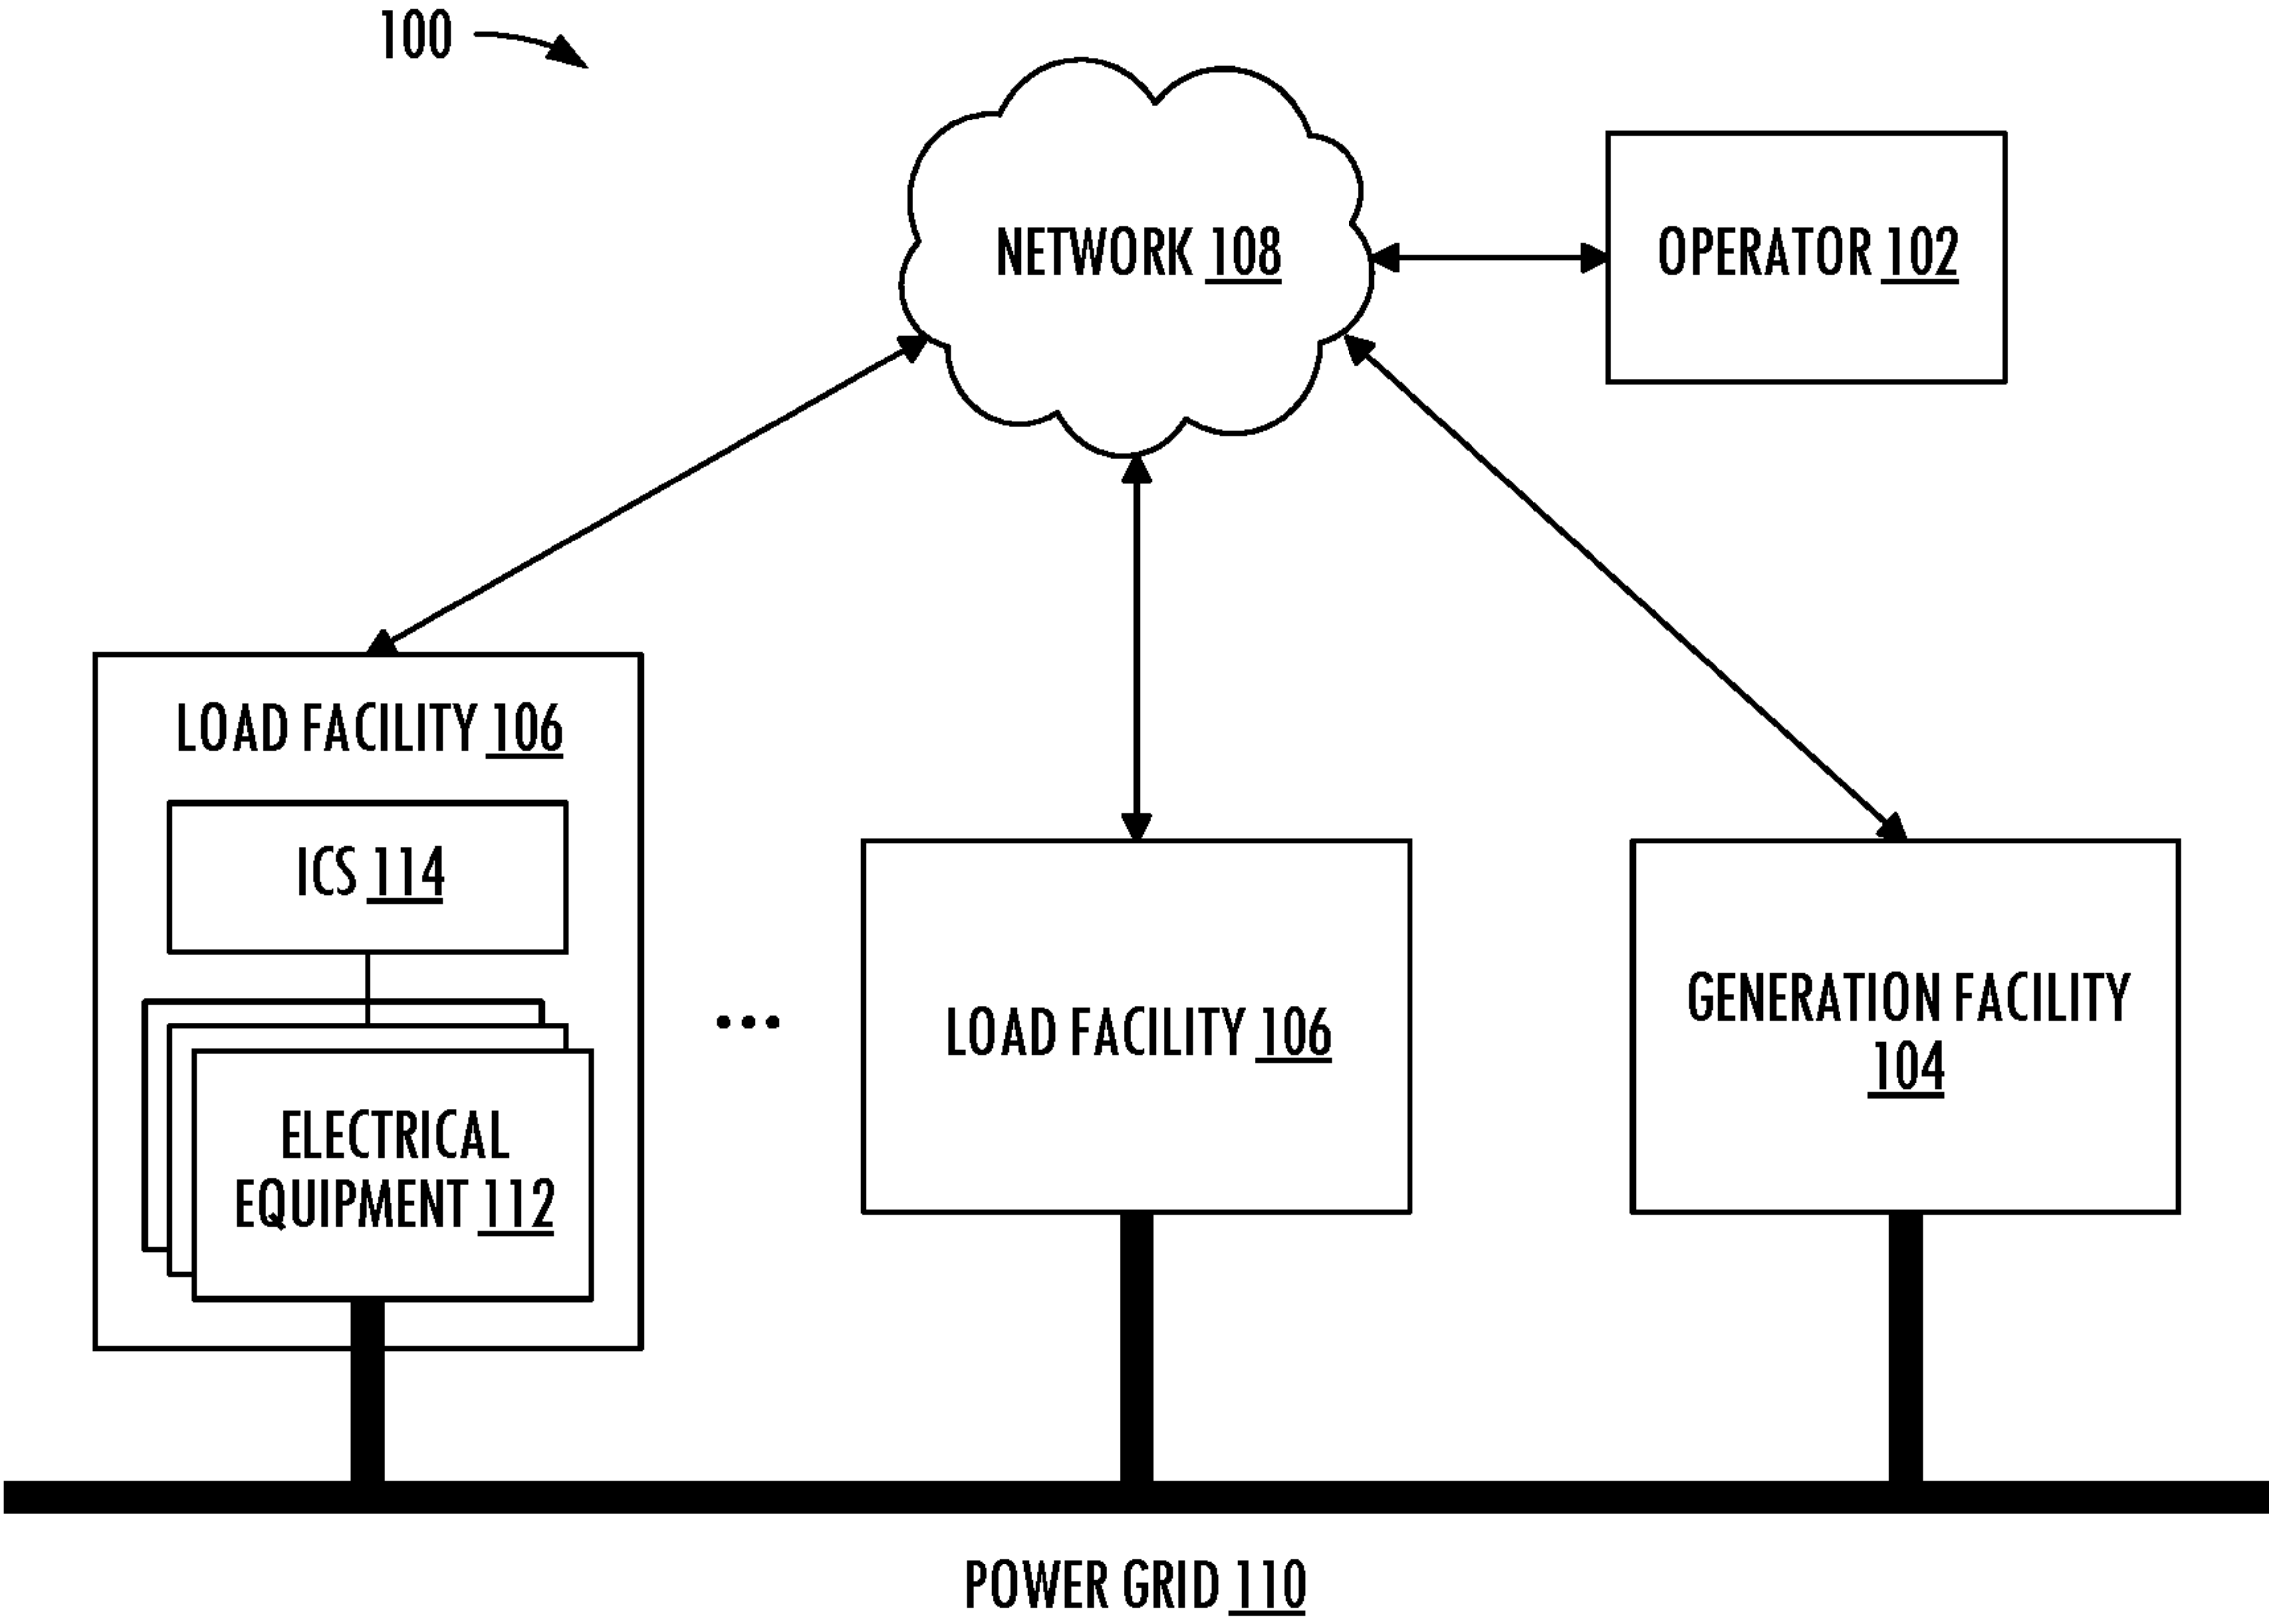 100
NETWORK 108
OPERATOR 102
LOAD FACILITY 106
ICS 114
ELECTRICAL
EQUIPMENT 112
...
LOAD FACILITY 106
GENERATION FACILITY
104
POWER GRID 110